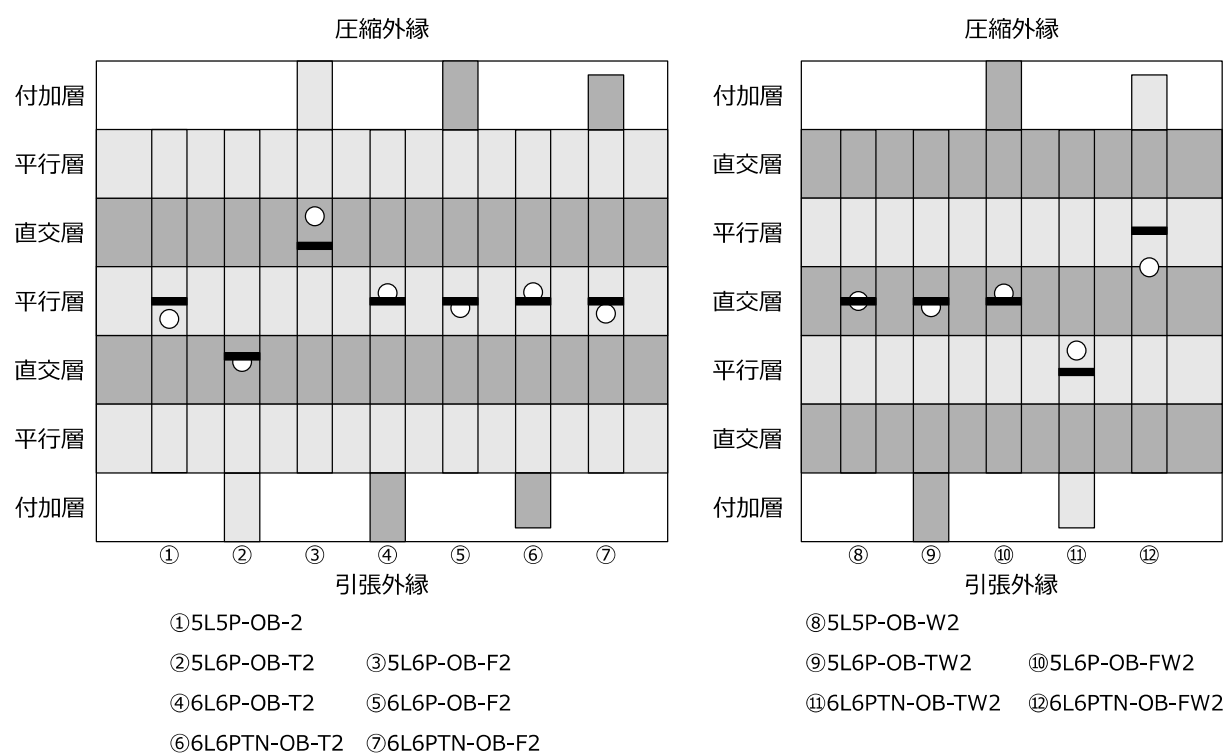 圧縮外縁
付加層
平行層
直交層
平行層
直交層
平行層
付加層
① ② ③ ④ ⑤ ⑥ ⑦
引張外縁
①5L5P-OB-2
②5L6P-OB-T2 ③5L6P-OB-F2
④6L6P-OB-T2 ⑤6L6P-OB-F2
⑥6L6PTN-OB-T2 ⑦6L6PTN-OB-F2
圧縮外縁
付加層
直交層
平行層
直交層
平行層
直交層
付加層
⑧ ⑨ ⑩ ⑪ ⑫
引張外縁
⑧5L5P-OB-W2
⑨5L6P-OB-TW2 ⑩5L6P-OB-FW2
⑪6L6PTN-OB-TW2 ⑫6L6PTN-OB-FW2